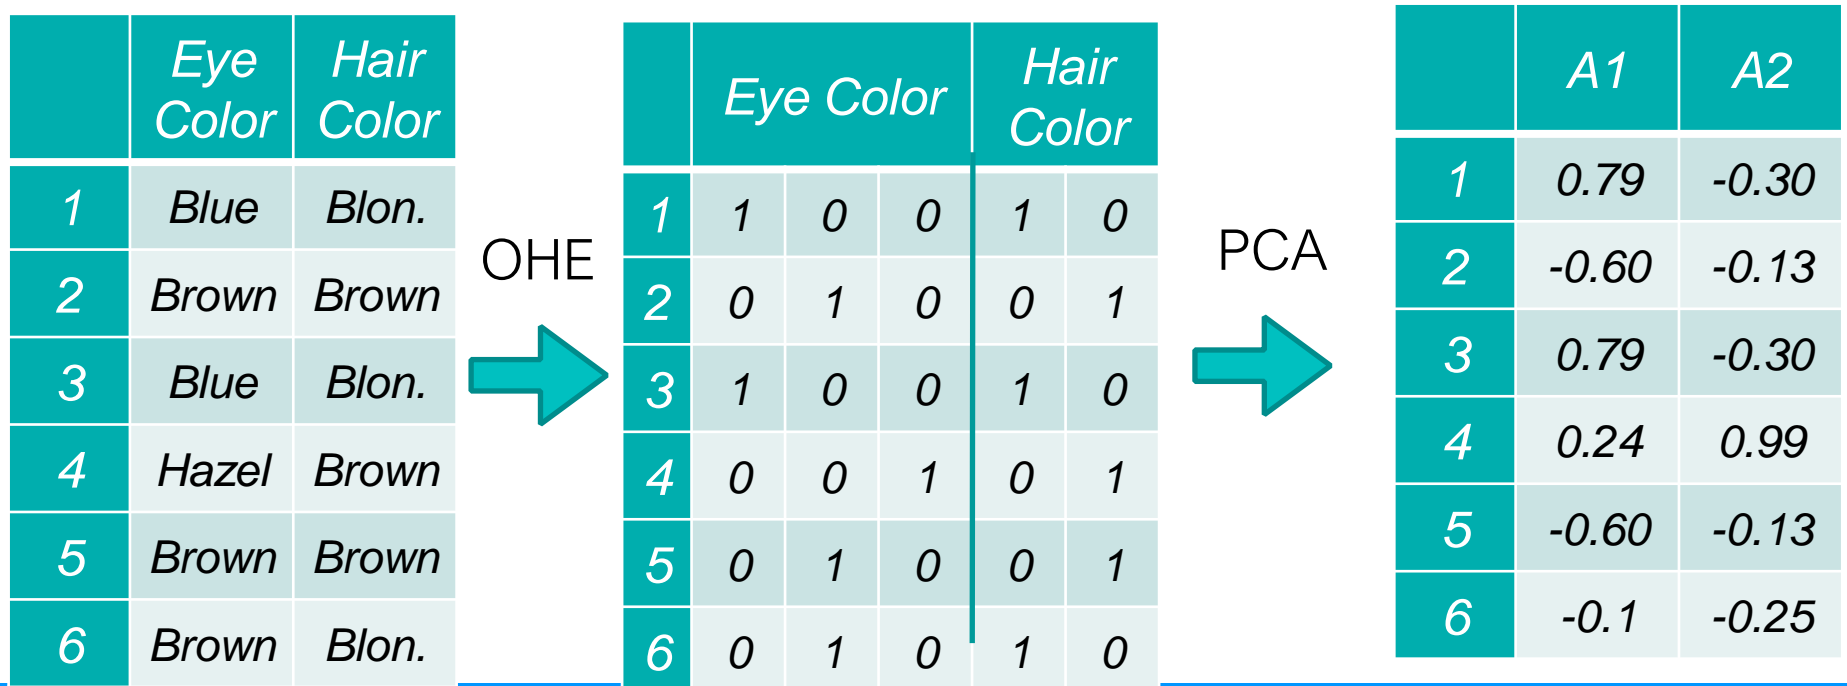 Eye Color Hair Color
1 Blue Blon.
2 Brown Brown
3 Blue Blon.
4 Hazel Brown
5 Brown Brown
6 Brown Blon.
OHE
Eye Color Hair Color
1 1 0 0 1 0
2 0 1 0 0 1
3 1 0 0 1 0
4 0 0 1 0 1
5 0 1 0 0 1
6 0 1 0 1 0
PCA
A1 A2
1 0.79 -0.30
2 -0.60 -0.13
3 0.79 -0.30
4 0.24 0.99
5 -0.60 -0.13
6 -0.1 -0.25